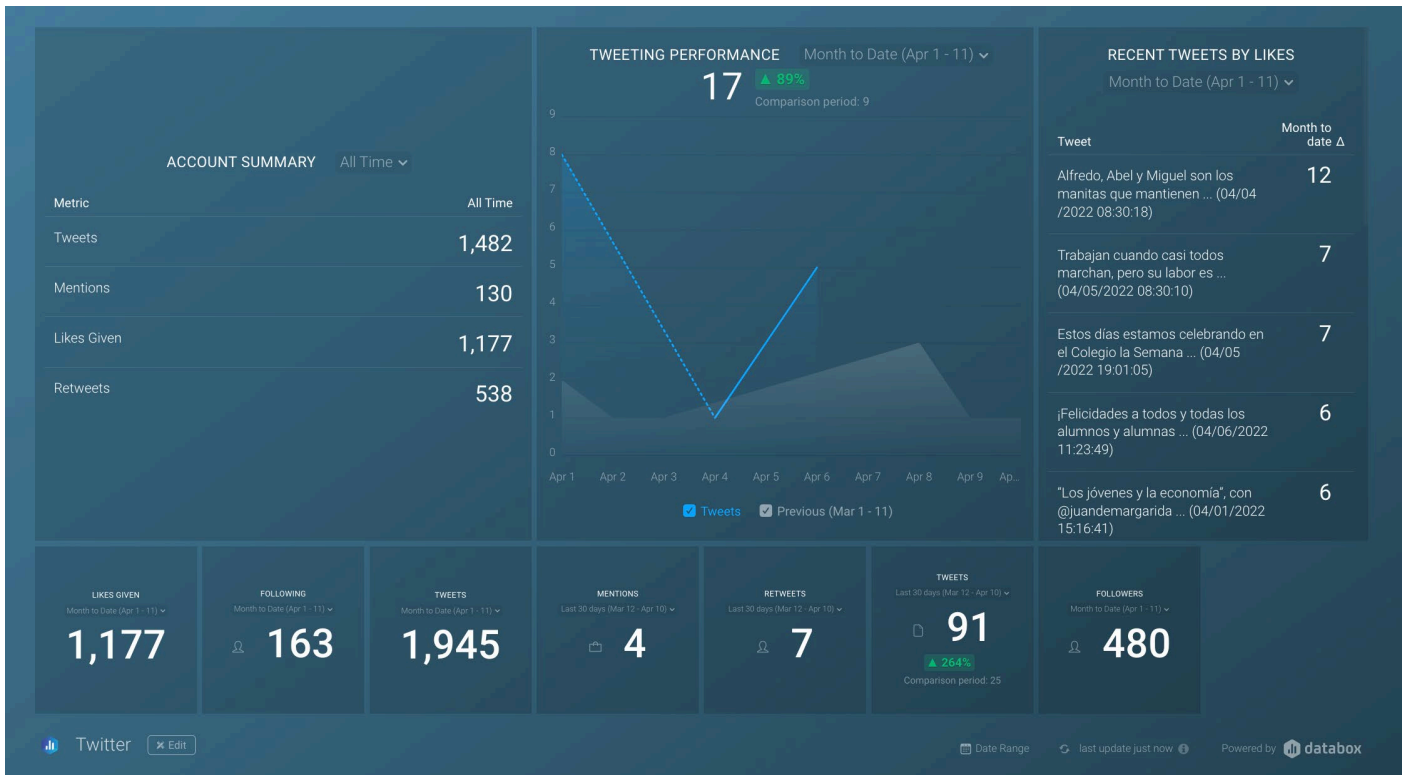 ACCOUNT SUMMARY All Time
Metric All Time
Tweets 1,482
Mentions 130
Likes Given 1,177
Retweets 538
TWEETING PERFORMANCE Month to Date (Apr 1 - 11)
17 ▲ 89%
Comparison period: 9
9
8
7
6
5
4
3
2
1
0
Apr 1 Apr 2 Apr 3 Apr 4 Apr 5 Apr 6 Apr 7 Apr 8 Apr 9 Ap...
Tweets Previous (Mar 1 - 11)
RECENT TWEETS BY LIKES
Month to Date (Apr 1 - 11)
Tweet Month to date Δ
Alfredo, Abel y Miguel son los 12
manitas que mantienen ... (04/04
/2022 08:30:18)
Trabajan cuando casi todos 7
marchan, pero su labor es ...
(04/05/2022 08:30:10)
Estos días estamos celebrando en 7
el Colegio la Semana ... (04/05
/2022 19:01:05)
¡Felicidades a todos y todas los 6
alumnos y alumnas ... (04/06/2022
11:23:49)
“Los jóvenes y la economía”, con 6
@juandemargarida ... (04/01/2022
15:16:41)
LIKES GIVEN
Month to Date (Apr 1 - 11)
1,177
FOLLOWING
Month to Date (Apr 1 - 11)
163
TWEETS
Month to Date (Apr 1 - 11)
1,945
MENTIONS
Last 30 days (Mar 12 - Apr 10)
4
RETWEETS
Last 30 days (Mar 12 - Apr 10)
7
TWEETS
Last 30 days (Mar 12 - Apr 10)
91
▲ 264%
Comparison period: 25
FOLLOWERS
Month to Date (Apr 1 - 11)
480
Twitter Edit
Date Range last update just now Powered by databox